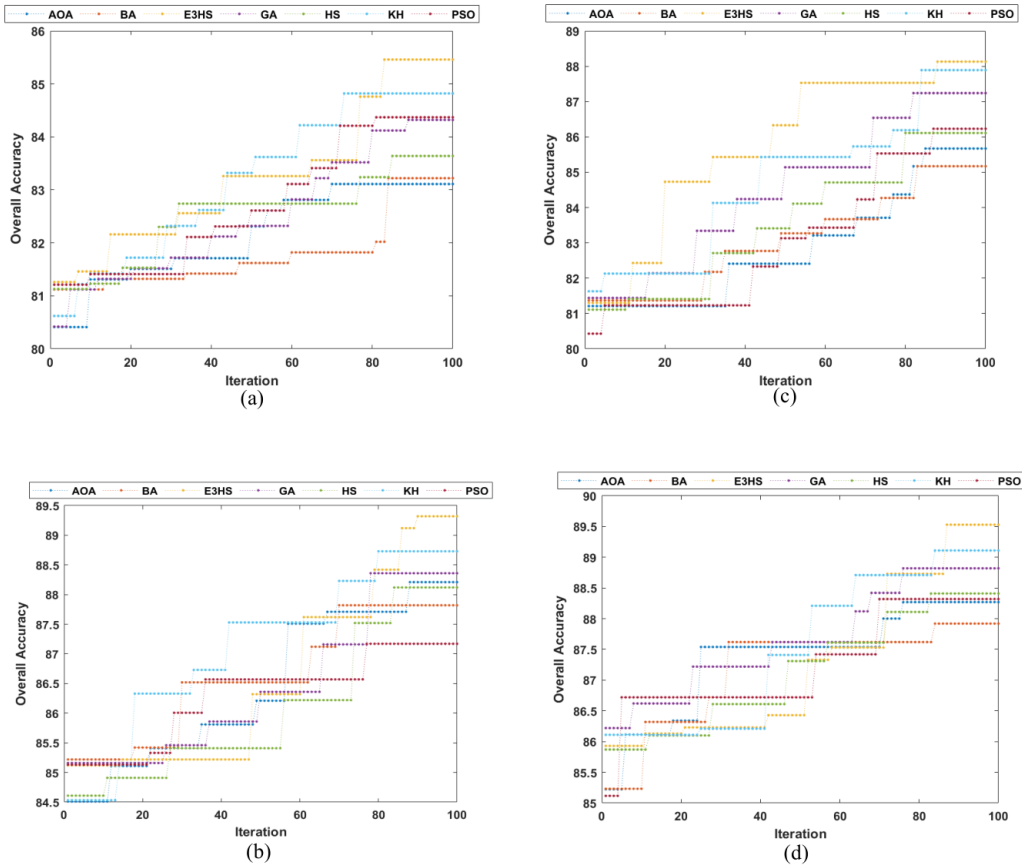 AOA BA E3HS GA HS KH PSO
86
85
84
83
82
81
80
Overall Accuracy
0 20 40 60 80 100
Iteration
(a)
AOA BA E3HS GA HS KH PSO
89
88
87
86
85
84
83
82
81
80
Overall Accuracy
0 20 40 60 80 100
Iteration
(c)
AOA BA E3HS GA HS KH PSO
89.5
89
88.5
88
87.5
87
86.5
86
85.5
85
84.5
Overall Accuracy
0 20 40 60 80 100
Iteration
(b)
AOA BA E3HS GA HS KH PSO
90
89.5
89
88.5
88
87.5
87
86.5
86
85.5
85
Overall Accuracy
0 20 40 60 80 100
Iteration
(d)